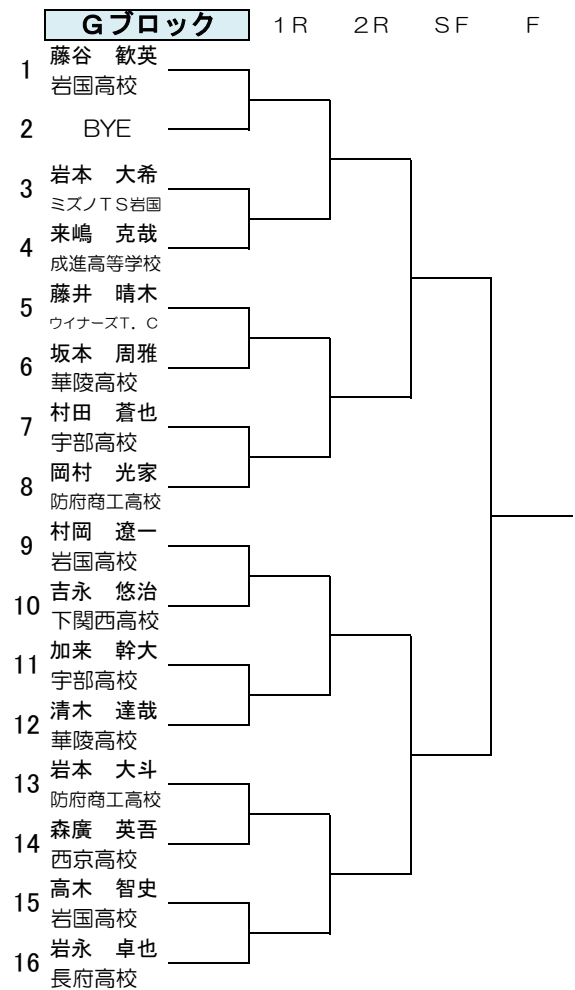 Gブロック 1R 2R SF F
藤谷 歓英
1
岩国高校
2 BYE
岩本 大希
3
ミズノTS岩国
来嶋 克哉
4
成進高等学校
藤井 晴木
5
ウイナーズT.C
坂本 周雅
6
華陵高校
村田 蒼也
7
宇部高校
岡村 光家
8
防府商工高校
村岡 遼一
9
岩国高校
吉永 悠治
10
下関西高校
加来 幹大
11
宇部高校
清木 達哉
12
華陵高校
岩本 大斗
13
防府商工高校
森廣 英吾
14
西京高校
高木 智史
15
岩国高校
岩永 卓也
16
長府高校